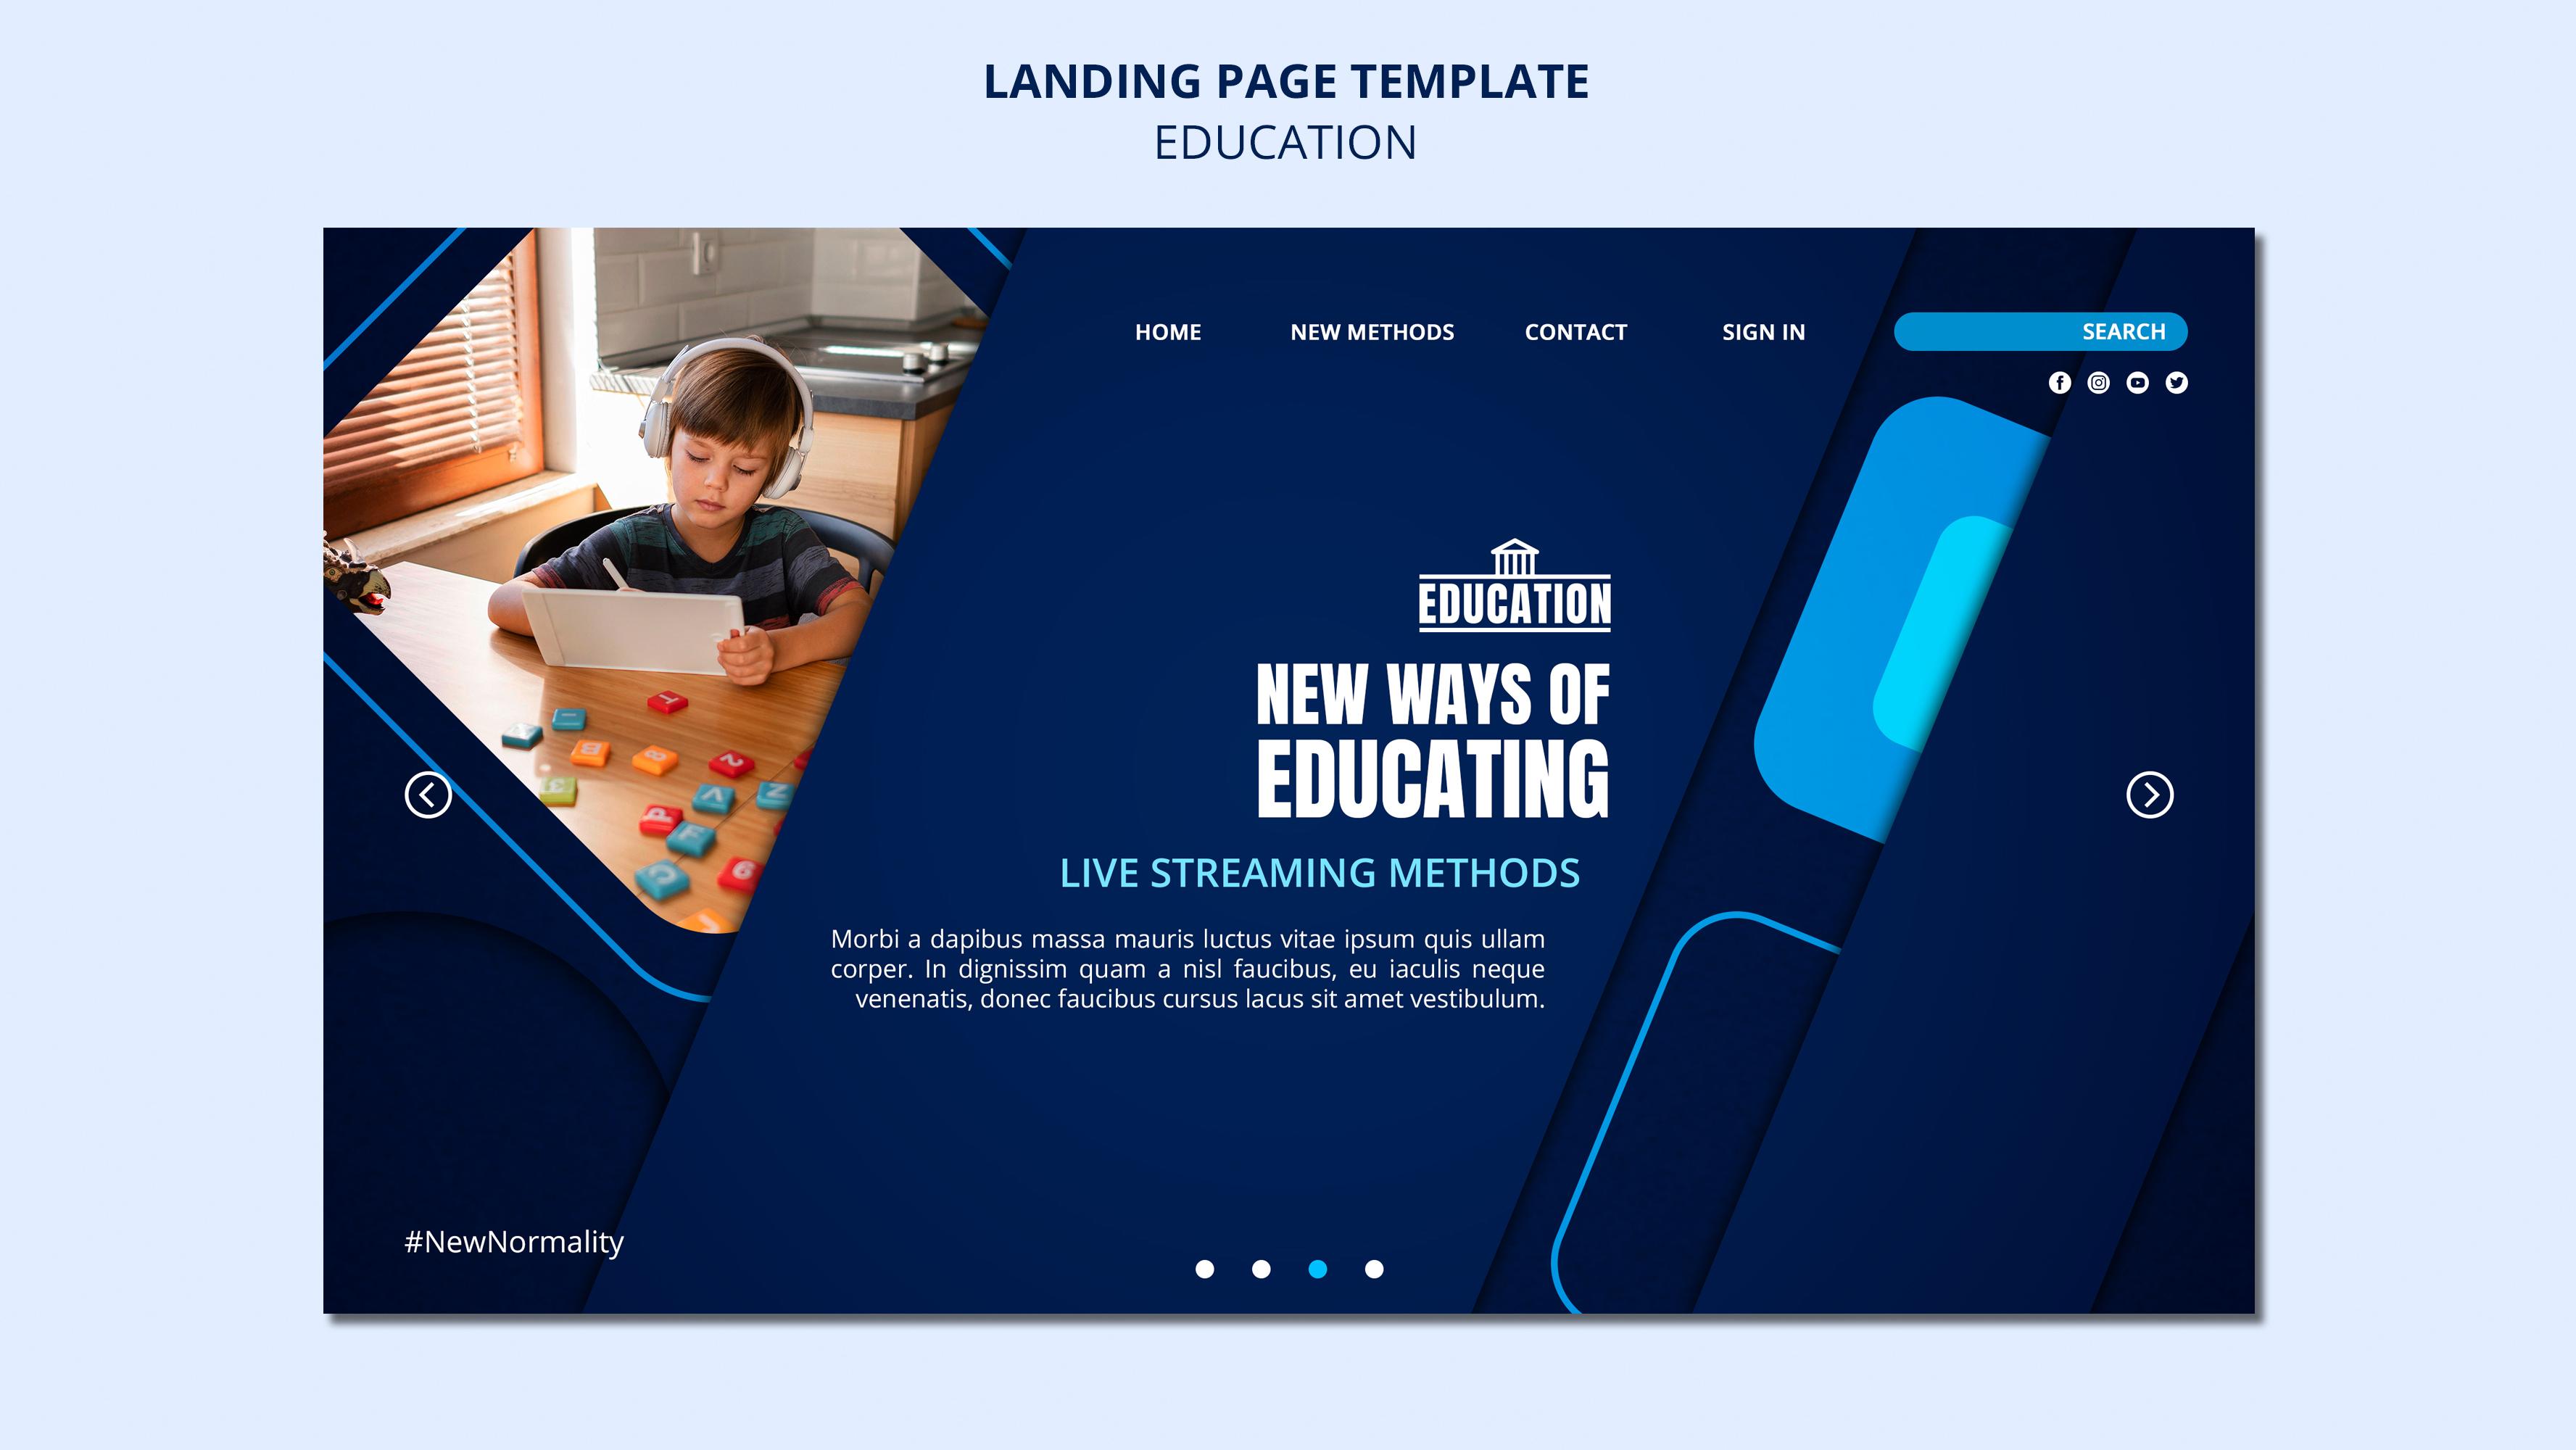 LANDING PAGE TEMPLATE
EDUCATION
HOME NEW METHODS CONTACT SIGN IN SEARCH
EDUCATION
NEW WAYS OF
EDUCATING
LIVE STREAMING METHODS
Morbi a dapibus massa mauris luctus vitae ipsum quis ullam
corper. In dignissim quam a nisl faucibus, eu iaculis neque
venenatis, donec faucibus cursus lacus sit amet vestibulum.
#NewNormality